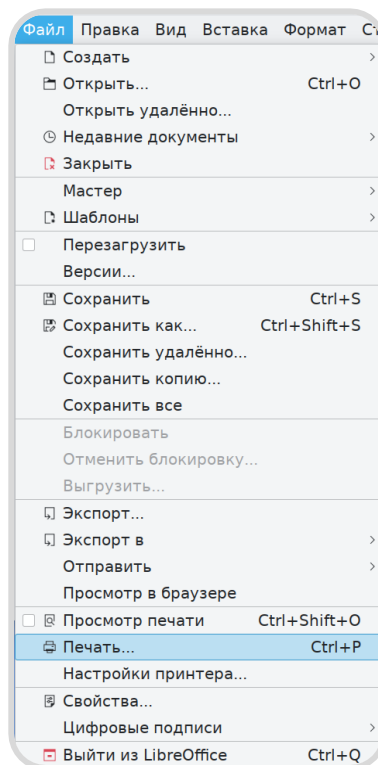 Файл Правка Вид Вставка Формат
Создать
Открыть... Ctrl+O
Открыть удалённо...
Недавние документы
Закрыть
Мастер
Шаблоны
Перезагрузить
Версии...
Сохранить Ctrl+S
Сохранить как... Ctrl+Shift+S
Сохранить удалённо...
Сохранить копию...
Сохранить все
Блокировать
Отменить блокировку...
Выгрузить...
Экспорт...
Экспорт в
Отправить
Просмотр в браузере
Просмотр печати Ctrl+Shift+O
Печать... Ctrl+P
Настройки принтера...
Свойства...
Цифровые подписи
Выйти из LibreOffice Ctrl+Q